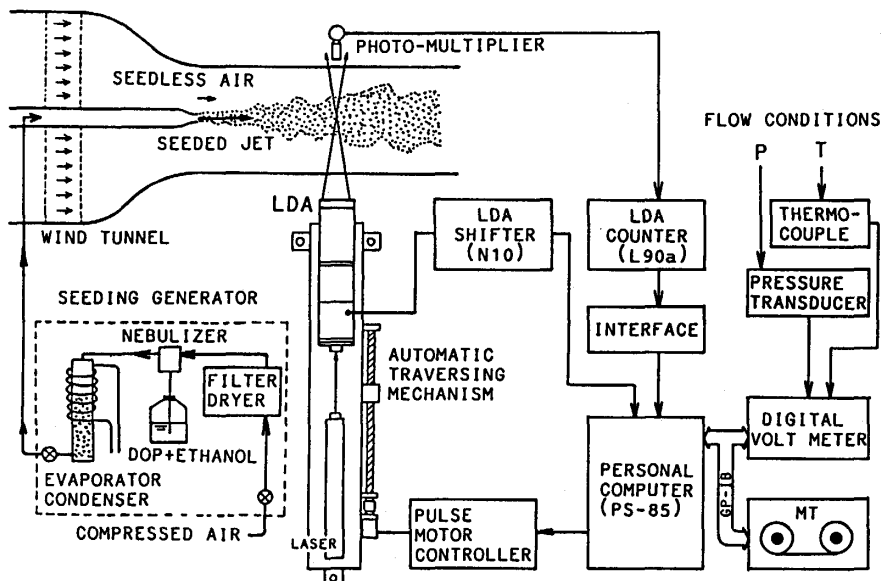 PHOTO-MULTIPLIER
SEEDLESS AIR
SEEDED JET
FLOW CONDITIONS
P
T
LDA
WIND TUNNEL
LDA
SHIFTER
(N10)
LDA
COUNTER
(L90a)
THERMO-
COUPLE
PRESSURE
TRANSDUCER
SEEDING GENERATOR
NEBULIZER
FILTER
DRYER
INTERFACE
AUTOMATIC
TRAVERSING
MECHANISM
DOP+ETHANOL
EVAPORATOR
CONDENSER
COMPRESSED AIR
LASER
PULSE
MOTOR
CONTROLLER
PERSONAL
COMPUTER
(PS-85)
GP-IB
DIGITAL
VOLT METER
MT